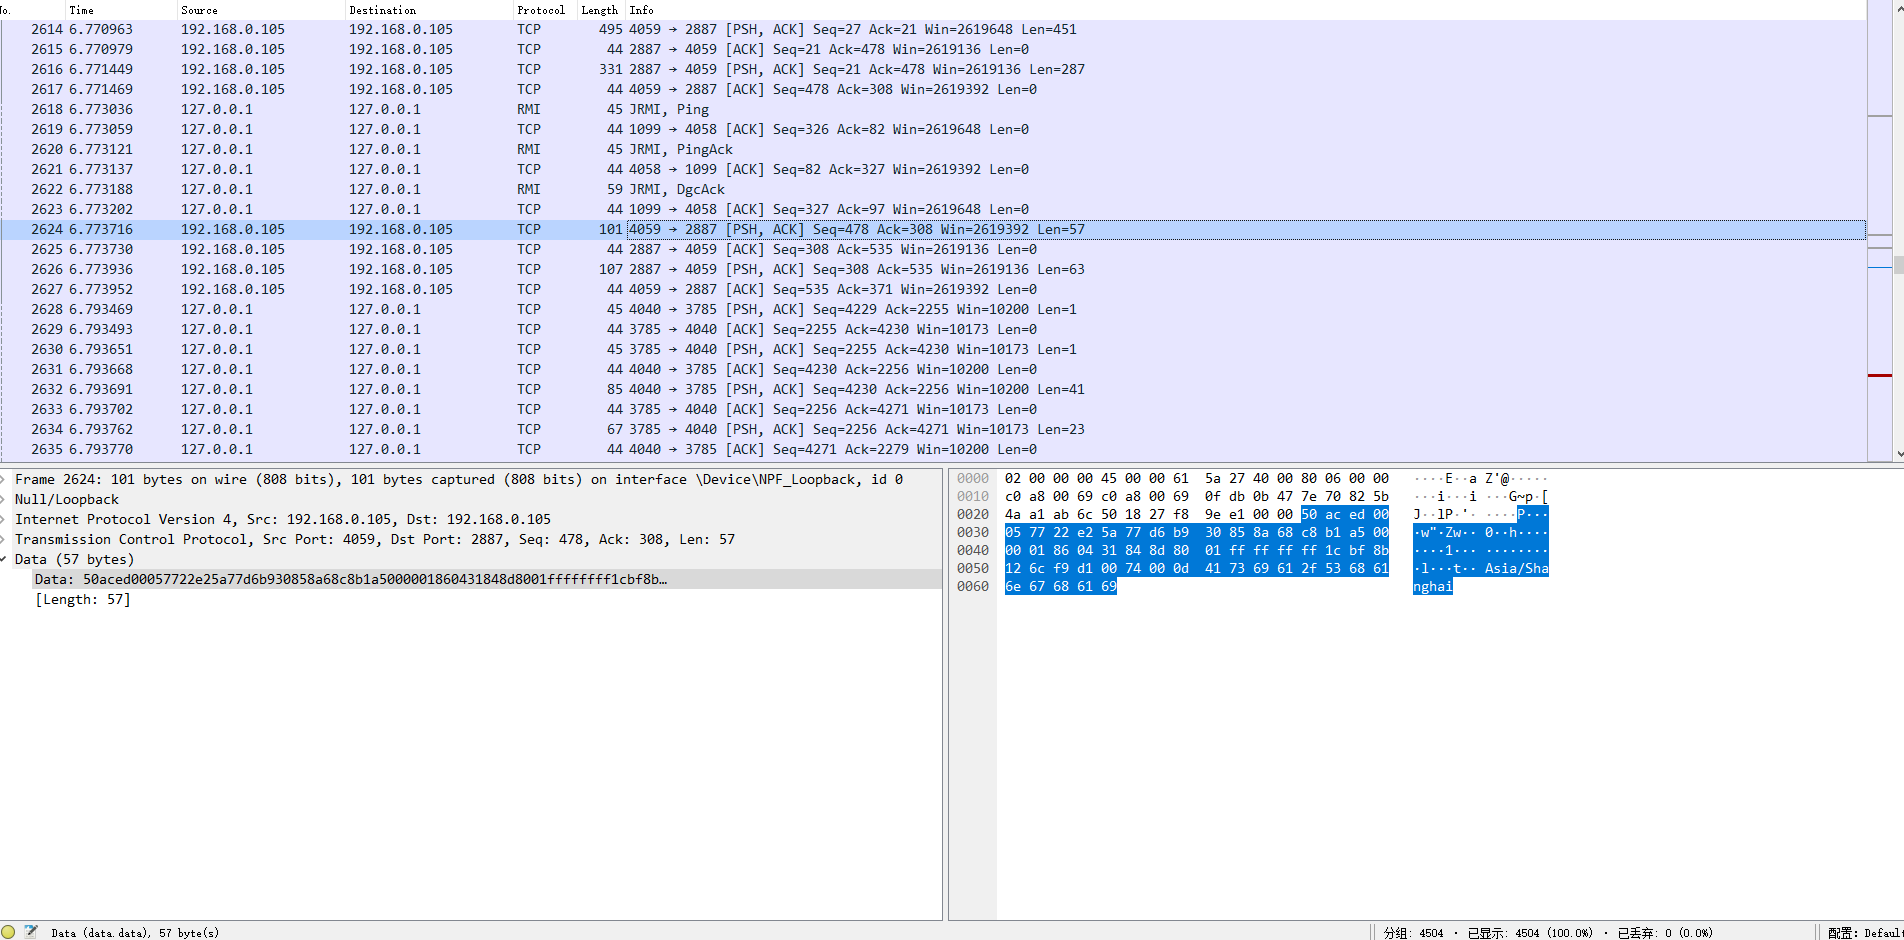 No. Time Source Destination Protocol Length Info
2614 6.770963 192.168.0.105 192.168.0.105 TCP 495 4059 → 2887 [PSH, ACK] Seq=27 Ack=21 Win=2619648 Len=451
2615 6.770979 192.168.0.105 192.168.0.105 TCP 44 2887 → 4059 [ACK] Seq=21 Ack=478 Win=2619136 Len=0
2616 6.771449 192.168.0.105 192.168.0.105 TCP 331 2887 → 4059 [PSH, ACK] Seq=21 Ack=478 Win=2619136 Len=287
2617 6.771469 192.168.0.105 192.168.0.105 TCP 44 4059 → 2887 [ACK] Seq=478 Ack=308 Win=2619392 Len=0
2618 6.773036 127.0.0.1 127.0.0.1 RMI 45 JRMI, Ping
2619 6.773059 127.0.0.1 127.0.0.1 TCP 44 1099 → 4058 [ACK] Seq=326 Ack=82 Win=2619648 Len=0
2620 6.773121 127.0.0.1 127.0.0.1 RMI 45 JRMI, PingAck
2621 6.773137 127.0.0.1 127.0.0.1 TCP 44 4058 → 1099 [ACK] Seq=82 Ack=327 Win=2619392 Len=0
2622 6.773188 127.0.0.1 127.0.0.1 RMI 59 JRMI, DgcAck
2623 6.773202 127.0.0.1 127.0.0.1 TCP 44 1099 → 4058 [ACK] Seq=327 Ack=97 Win=2619648 Len=0
2624 6.773716 192.168.0.105 192.168.0.105 TCP 101 4059 → 2887 [PSH, ACK] Seq=478 Ack=308 Win=2619392 Len=57
2625 6.773730 192.168.0.105 192.168.0.105 TCP 44 2887 → 4059 [ACK] Seq=308 Ack=535 Win=2619136 Len=0
2626 6.773936 192.168.0.105 192.168.0.105 TCP 107 2887 → 4059 [PSH, ACK] Seq=308 Ack=535 Win=2619136 Len=63
2627 6.773952 192.168.0.105 192.168.0.105 TCP 44 4059 → 2887 [ACK] Seq=535 Ack=371 Win=2619392 Len=0
2628 6.793469 127.0.0.1 127.0.0.1 TCP 45 4040 → 3785 [PSH, ACK] Seq=4229 Ack=2255 Win=10200 Len=1
2629 6.793493 127.0.0.1 127.0.0.1 TCP 44 3785 → 4040 [ACK] Seq=2255 Ack=4230 Win=10173 Len=0
2630 6.793651 127.0.0.1 127.0.0.1 TCP 45 3785 → 4040 [PSH, ACK] Seq=2255 Ack=4230 Win=10173 Len=1
2631 6.793668 127.0.0.1 127.0.0.1 TCP 44 4040 → 3785 [ACK] Seq=4230 Ack=2256 Win=10200 Len=0
2632 6.793691 127.0.0.1 127.0.0.1 TCP 85 4040 → 3785 [PSH, ACK] Seq=4230 Ack=2256 Win=10200 Len=41
2633 6.793702 127.0.0.1 127.0.0.1 TCP 44 3785 → 4040 [ACK] Seq=2256 Ack=4271 Win=10173 Len=0
2634 6.793762 127.0.0.1 127.0.0.1 TCP 67 3785 → 4040 [PSH, ACK] Seq=2256 Ack=4271 Win=10173 Len=23
2635 6.793770 127.0.0.1 127.0.0.1 TCP 44 4040 → 3785 [ACK] Seq=4271 Ack=2279 Win=10200 Len=0
Frame 2624: 101 bytes on wire (808 bits), 101 bytes captured (808 bits) on interface \Device\NPF_Loopback, id 0
Null/Loopback
Internet Protocol Version 4, Src: 192.168.0.105, Dst: 192.168.0.105
Transmission Control Protocol, Src Port: 4059, Dst Port: 2887, Seq: 478, Ack: 308, Len: 57
Data (57 bytes)
Data: 50aced00057722e25a77d6b930858a68c8b1a5000001860431848d8001ffffffff1cbf8b…
[Length: 57]
0000 02 00 00 00 45 00 00 61 5a 27 40 00 80 06 00 00 ····E··a Z'@·····
0010 c0 a8 00 69 c0 a8 00 69 0f db 0b 47 7e 70 82 5b ···i···i ···G~p·[
0020 4a a1 ab 6c 50 18 27 f8 9e e1 00 00 50 ac ed 00 J··lP·'· ····P···
0030 05 77 22 e2 5a 77 d6 b9 30 85 8a 68 c8 b1 a5 00 ·w"·Zw·· 0··h····
0040 00 01 86 04 31 84 8d 80 01 ff ff ff ff 1c bf 8b ····1··· ········
0050 12 6c f9 d1 00 74 00 0d 41 73 69 61 2f 53 68 61 ·l···t·· Asia/Sha
0060 6e 67 68 61 69 nghai
Data (data.data), 57 byte(s)
分组: 4504 · 已显示: 4504 (100.0%) · 已丢弃: 0 (0.0%)
配置: Default